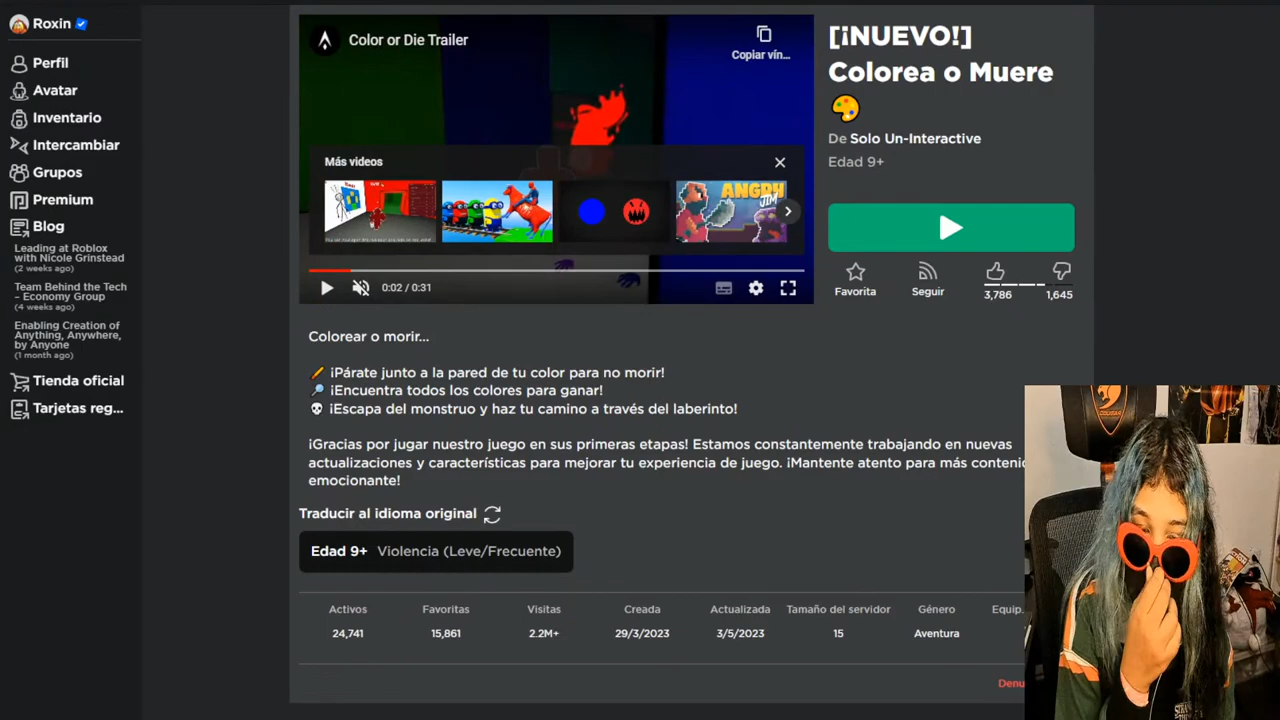 Roxin
Perfil
Avatar
Inventario
Intercambiar
Grupos
Premium
Blog
Leading at Roblox
with Nicole Grinstead
(2 weeks ago)
Team Behind the Tech
- Economy Group
(4 weeks ago)
Enabling Creation of
Anything, Anywhere,
by Anyone
(1 month ago)
Tienda oficial
Tarjetas reg...
Color or Die Trailer
Copiar vín...
Más videos
ANGRY
JIM
0:02 / 0:31
[¡NUEVO!]
Colorea o Muere
De Solo Un-Interactive
Edad 9+
Favorita
Seguir
3,786
1,645
Colorear o morir...
¡Párate junto a la pared de tu color para no morir!
¡Encuentra todos los colores para ganar!
¡Escapa del monstruo y haz tu camino a través del laberinto!
¡Gracias por jugar nuestro juego en sus primeras etapas! Estamos constantemente trabajando en nuevas
actualizaciones y características para mejorar tu experiencia de juego. ¡Mantente atento para más contenid
emocionante!
Traducir al idioma original
Edad 9+ Violencia (Leve/Frecuente)
Activos
Favoritas
Visitas
Creada
Actualizada
Tamaño del servidor
Género
Equip.
24,741
15,861
2.2M+
29/3/2023
3/5/2023
15
Aventura
Denu
COUGAR